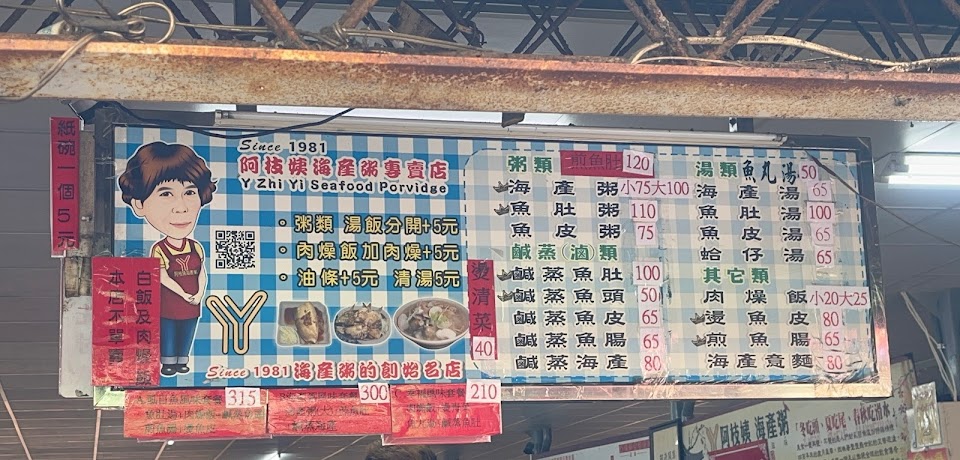 紙碗一個5元
Since 1981
阿枝姨海產粥專賣店
Y Zhi Yi Seafood Porvidge
・粥類 湯飯分開+5元
・肉燥飯加肉燥+5元
・油條+5元 清湯5元
Since 1981 海產粥的創始名店
白飯及肉燥飯
本店不單賣
燙清菜 40
粥類 煎魚肚 120
海產粥 小75大100
魚肚粥 110
魚皮粥 75
鹹蒸(滷)類
鹹蒸魚肚 100
鹹蒸魚頭 50
鹹蒸魚皮 65
鹹蒸魚腸 65
鹹蒸海產 80
湯類 魚丸湯 50
海產湯 65
魚肚湯 100
魚皮湯 65
蛤仔湯 65
其它類
肉燥飯 小20大25
燙魚皮 80
煎魚腸 65
海產意麵 80
315
300
210
阿枝姨 海產粥